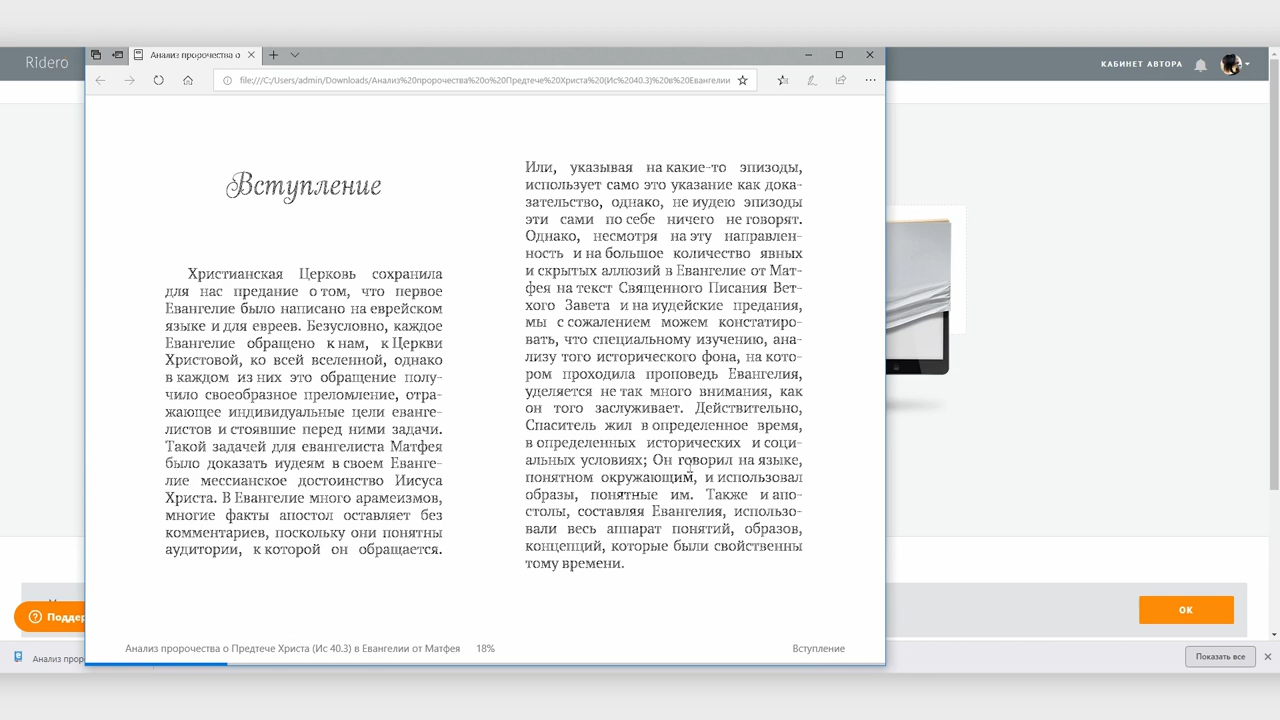 Ridero
Анализ пророчества о
КАБИНЕТ АВТОРА
file:///C:/Users/admin/Downloads/Анализ%20пророчества%20о%20Предтече%20Христа%20(Ис%2040.3)%20в%20Евангелии
Вступление
Христианская Церковь сохранила
для нас предание о том, что первое
Евангелие было написано на еврейском
языке и для евреев. Безусловно, каждое
Евангелие обращено к нам, к Церкви
Христовой, ко всей вселенной, однако
в каждом из них это обращение полу-
чило своеобразное преломление, отра-
жающее индивидуальные цели еванге-
листов и стоявшие перед ними задачи.
Такой задачей для евангелиста Матфея
было доказать иудеям в своем Еванге-
лие мессианское достоинство Иисуса
Христа. В Евангелие много арамеизмов,
многие факты апостол оставляет без
комментариев, поскольку они понятны
аудитории, к которой он обращается.
Или, указывая на какие-то эпизоды,
использует само это указание как дока-
зательство, однако, не иудею эпизоды
эти сами по себе ничего не говорят.
Однако, несмотря на эту направлен-
ность и на большое количество явных
и скрытых аллюзий в Евангелие от Мат-
фея на текст Священного Писания Вет-
хого Завета и на иудейские предания,
мы с сожалением можем констатиро-
вать, что специальному изучению, ана-
лизу того исторического фона, на кото-
ром проходила проповедь Евангелия,
уделяется не так много внимания, как
он того заслуживает. Действительно,
Спаситель жил в определенное время,
в определенных исторических и соци-
альных условиях; Он говорил на языке,
понятном окружающим, и использовал
образы, понятные им. Также и апо-
столы, составляя Евангелия, использо-
вали весь аппарат понятий, образов,
концепций, которые были свойственны
тому времени.
Анализ пророчества о Предтече Христа (Ис 40.3) в Евангелии от Матфея 18%
Вступление
OK
Поддер
Анализ прор
Показать все